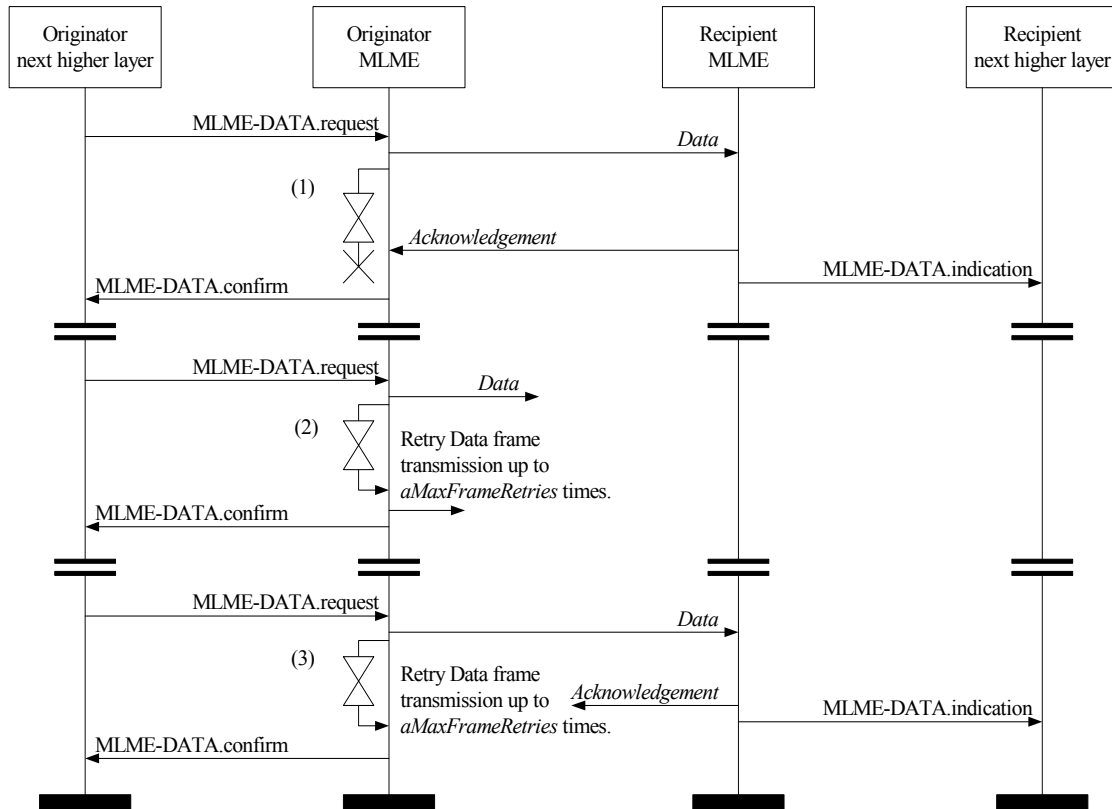 Originator
next higher layer
Originator
MLME
Recipient
MLME
Recipient
next higher layer
MLME-DATA.request
Data
(1)
Acknowledgement
MLME-DATA.indication
MLME-DATA.confirm
MLME-DATA.request
Data
(2)
Retry Data frame
transmission up to
aMaxFrameRetries times.
MLME-DATA.confirm
MLME-DATA.request
Data
(3)
Retry Data frame
transmission up to
aMaxFrameRetries times.
Acknowledgement
MLME-DATA.indication
MLME-DATA.confirm